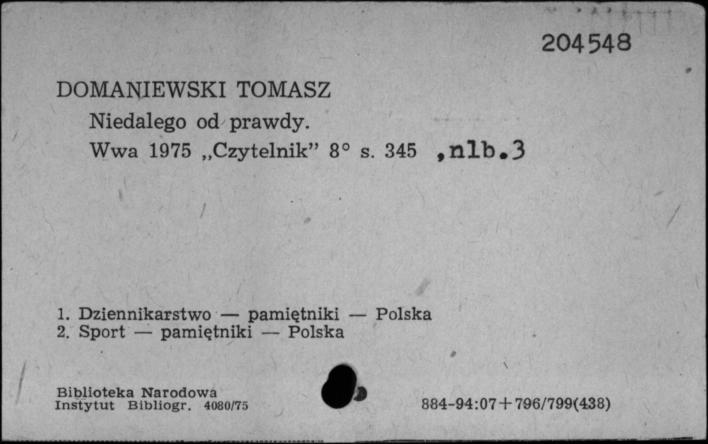 204548
DOMANIEWSKI TOMASZ
Niedalego od prawdy.
Wwa 1975 „Czytelnik” 8° s. 345 ,nlb.3
1. Dziennikarstwo — pamiętniki — Polska
2. Sport — pamiętniki — Polska
Biblioteka Narodowa
Instytut Bibliogr. 4080/75
884-94:07+796/799(438)